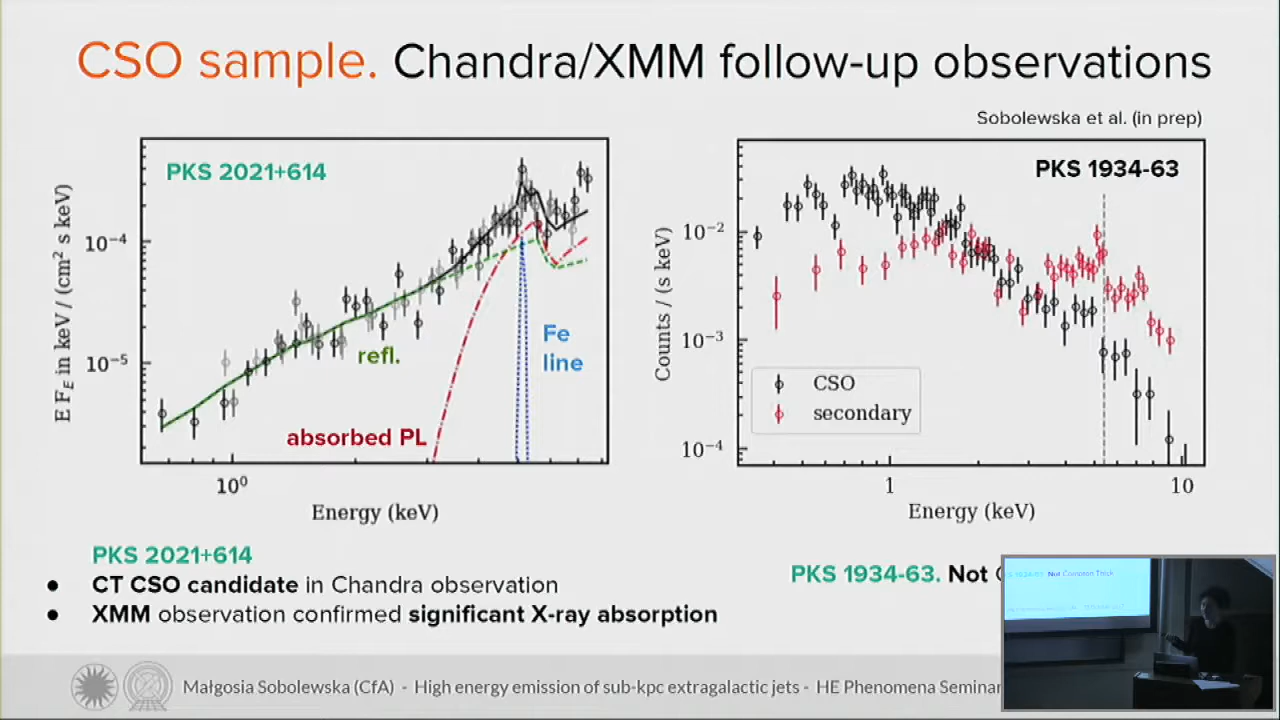 CSO sample. Chandra/XMM follow-up observations
Sobolewska et al. (in prep)
PKS 2021+614
E F_E in keV / (cm² s keV)
10⁻⁴
10⁻⁵
refl.
Fe
line
absorbed PL
10⁰
Energy (keV)
PKS 1934-63
Counts / (s keV)
10⁻²
10⁻³
10⁻⁴
CSO
secondary
1
10
Energy (keV)
PKS 2021+614
● CT CSO candidate in Chandra observation
● XMM observation confirmed significant X-ray absorption
PKS 1934-63. Not
Not Compton Thick
Małgosia Sobolewska (CfA) - High energy emission of sub-kpc extragalactic jets - HE Phenomena Seminar